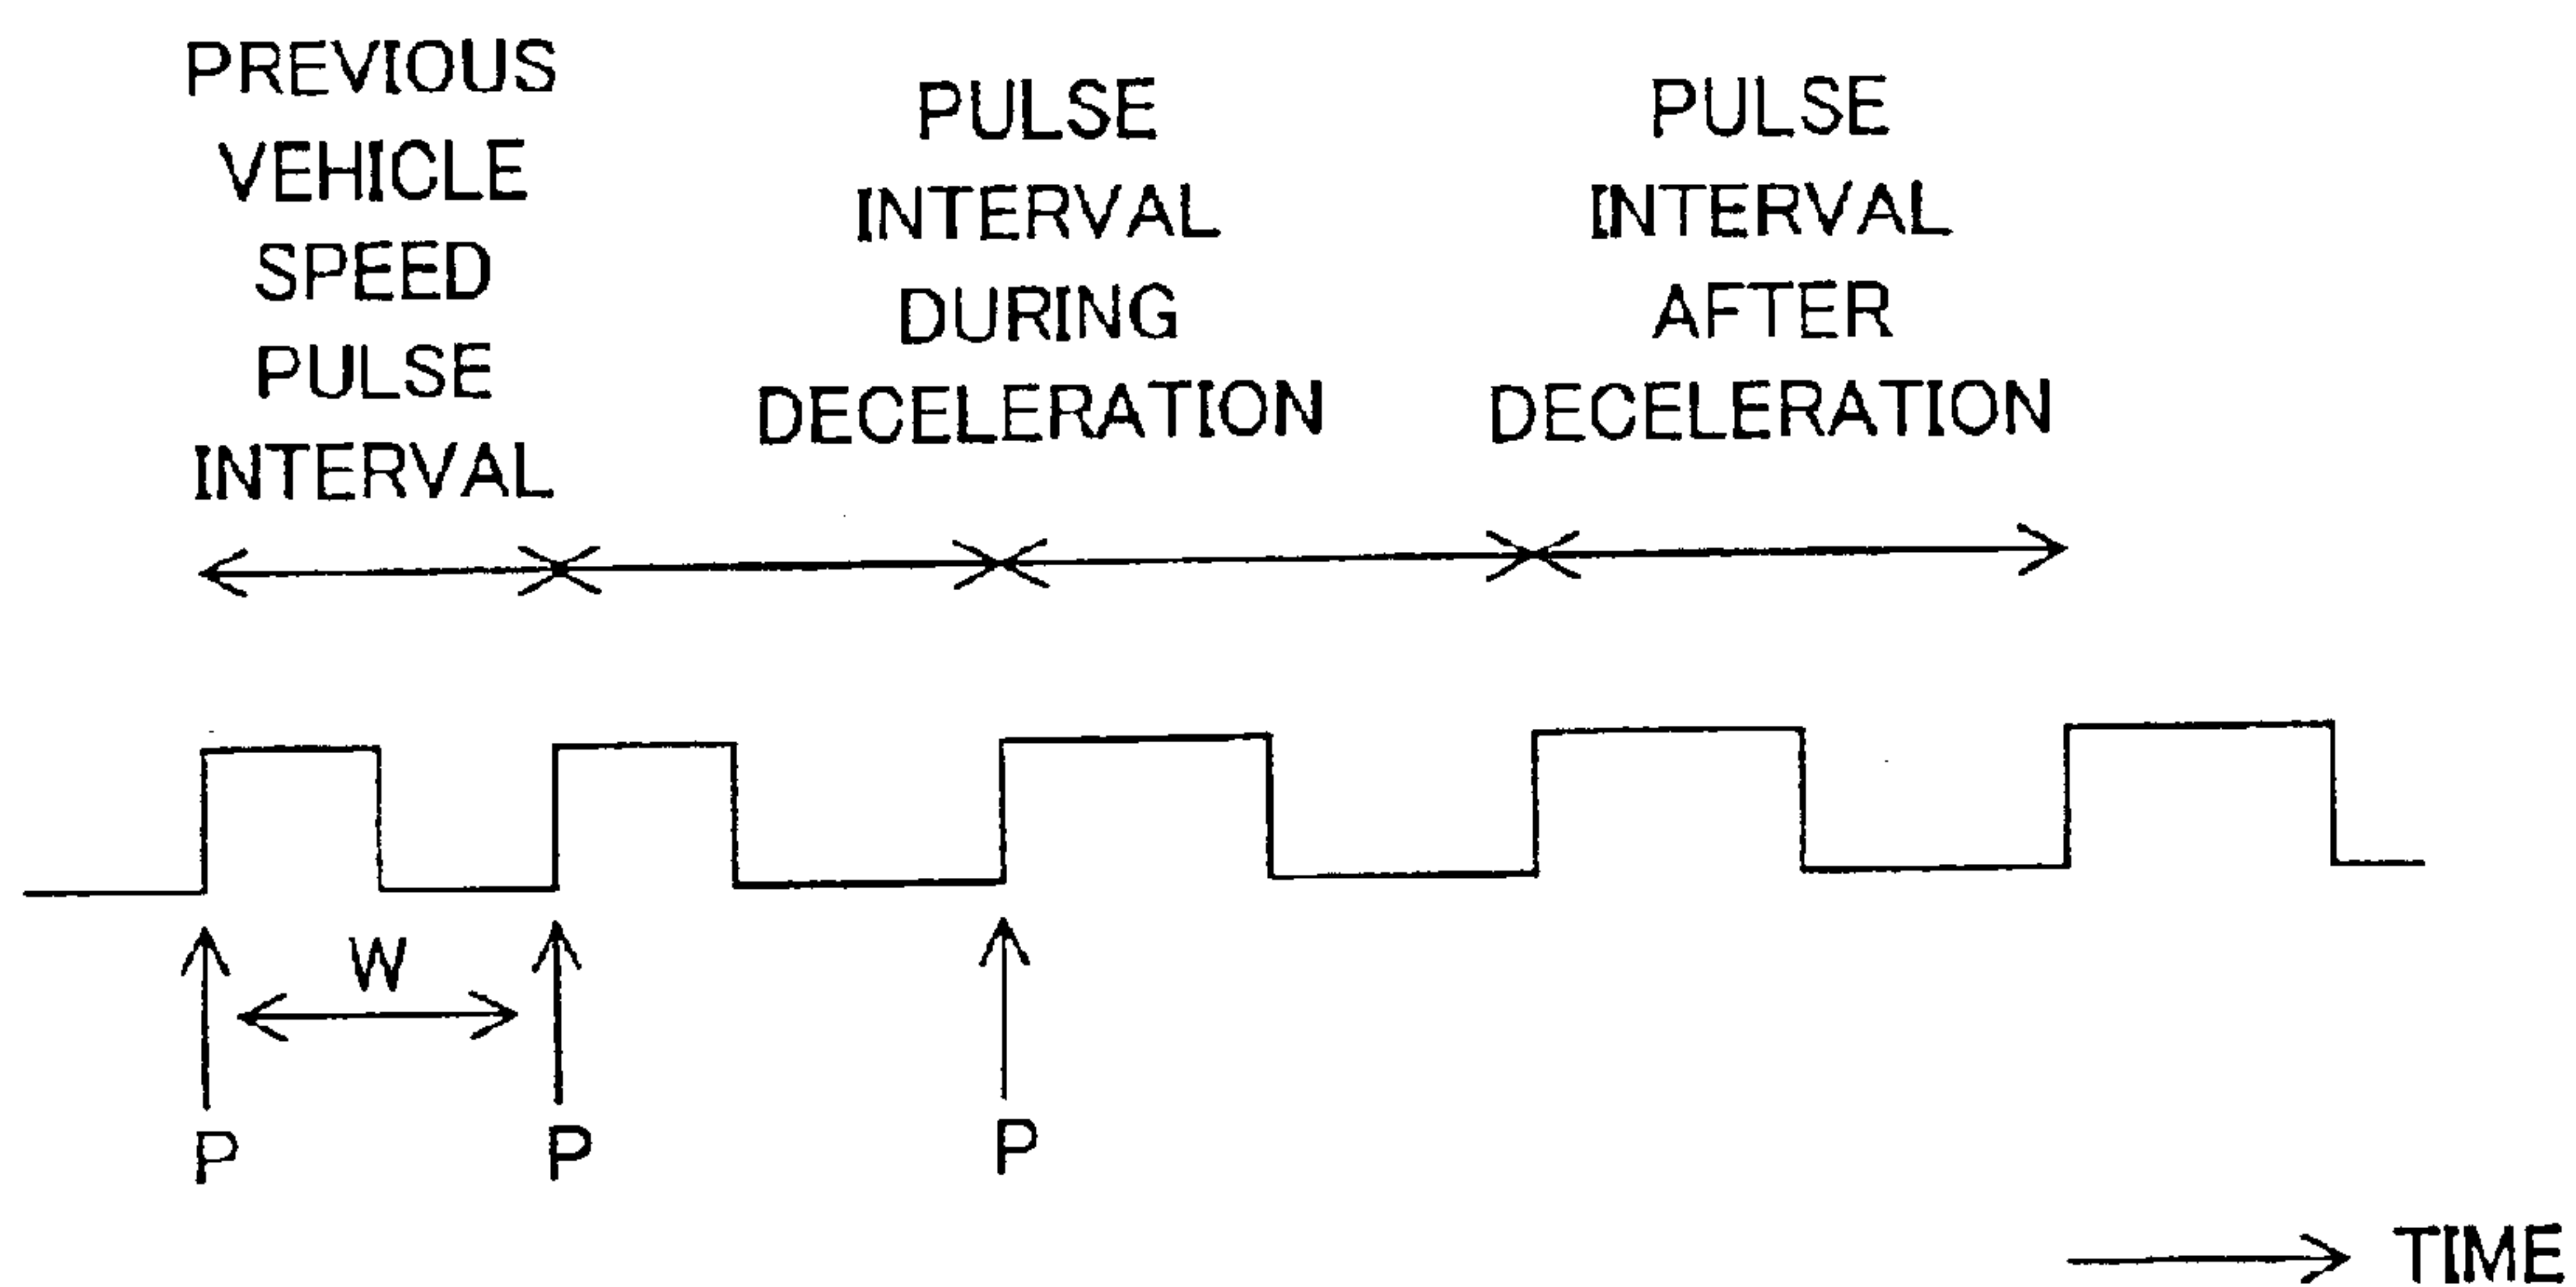 PREVIOUS
VEHICLE
SPEED
PULSE
INTERVAL
PULSE
INTERVAL
DURING
DECELERATION
PULSE
INTERVAL
AFTER
DECELERATION
W
P
P
P
TIME